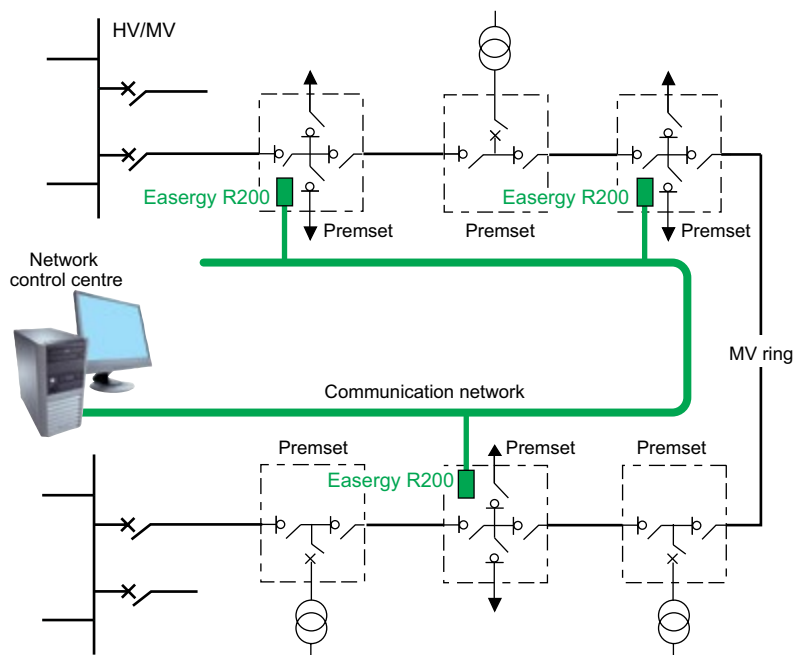 HV/MV
Easergy R200
Easergy R200
Premset
Premset
Premset
Network
control centre
MV ring
Communication network
Premset
Premset
Premset
Easergy R200